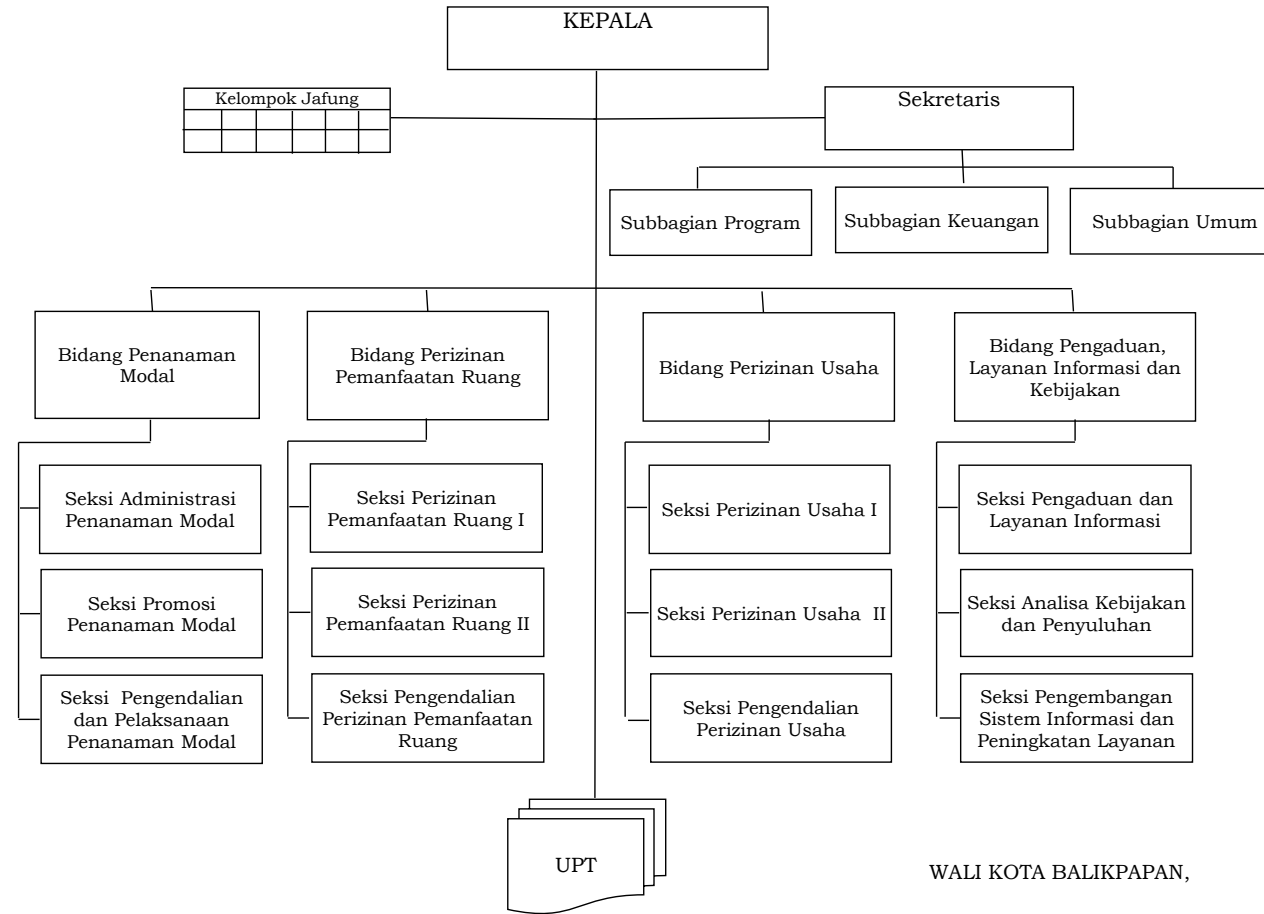 KEPALA
Kelompok Jafung
Sekretaris
Subbagian Program
Subbagian Keuangan
Subbagian Umum
Bidang Penanaman
Modal
Bidang Perizinan
Pemanfaatan Ruang
Bidang Perizinan Usaha
Bidang Pengaduan,
Layanan Informasi dan
Kebijakan
Seksi Administrasi
Penanaman Modal
Seksi Perizinan
Pemanfaatan Ruang I
Seksi Perizinan Usaha I
Seksi Pengaduan dan
Layanan Informasi
Seksi Promosi
Penanaman Modal
Seksi Perizinan
Pemanfaatan Ruang II
Seksi Perizinan Usaha  II
Seksi Analisa Kebijakan
dan Penyuluhan
Seksi  Pengendalian
dan Pelaksanaan
Penanaman Modal
Seksi Pengendalian
Perizinan Pemanfaatan
Ruang
Seksi Pengendalian
Perizinan Usaha
Seksi Pengembangan
Sistem Informasi dan
Peningkatan Layanan
UPT
WALI KOTA BALIKPAPAN,